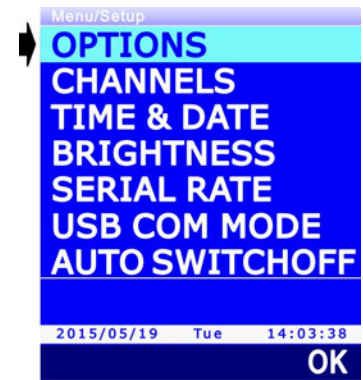 Menu/Setup
OPTIONS
CHANNELS
TIME & DATE
BRIGHTNESS
SERIAL RATE
USB COM MODE
AUTO SWITCHOFF
2015/05/19 Tue 14:03:38
OK